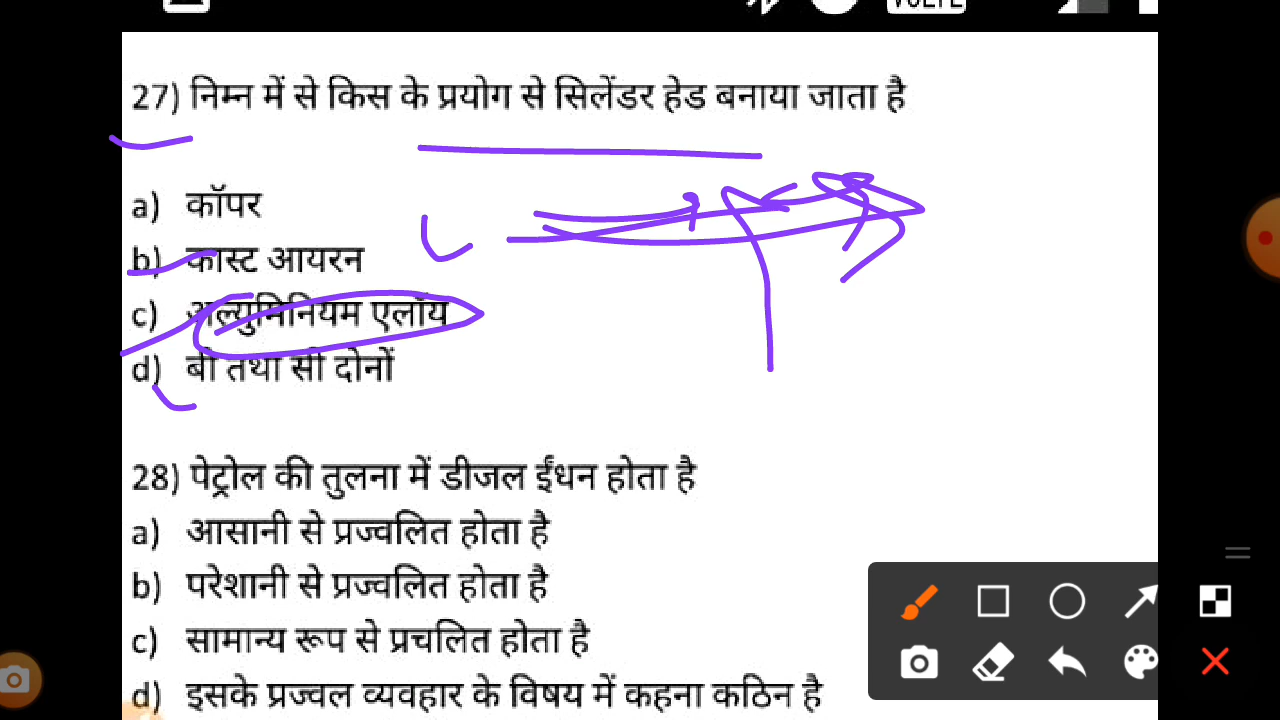 VOLTE
27) निम्न में से किस के प्रयोग से सिलेंडर हेड बनाया जाता है
a) कॉपर
b) कास्ट आयरन
c) अल्युमिनियम एलॉय
d) बी तथा सी दोनों
28) पेट्रोल की तुलना में डीजल ईंधन होता है
a) आसानी से प्रज्वलित होता है
b) परेशानी से प्रज्वलित होता है
c) सामान्य रूप से प्रचलित होता है
d) इसके प्रज्वल व्यवहार के विषय में कहना कठिन है